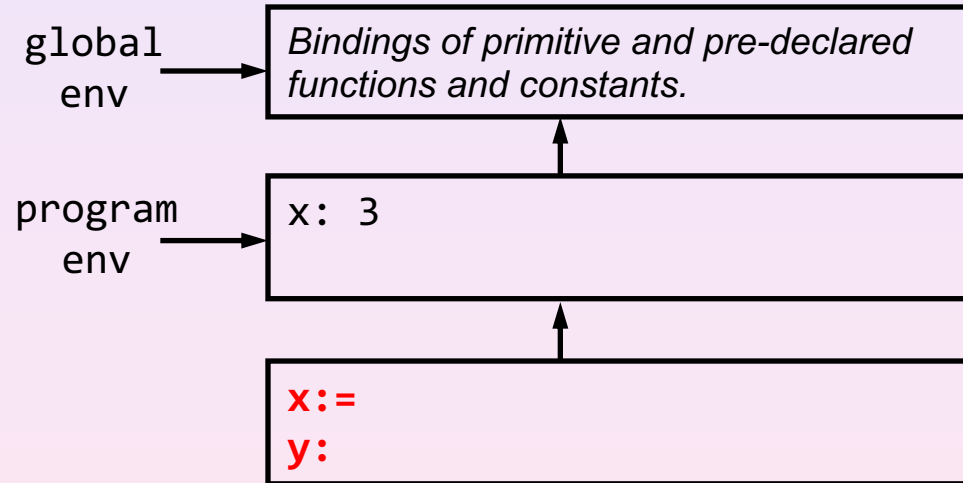 global
env
Bindings of primitive and pre-declared
functions and constants.
program
env
x: 3
x:=
y: